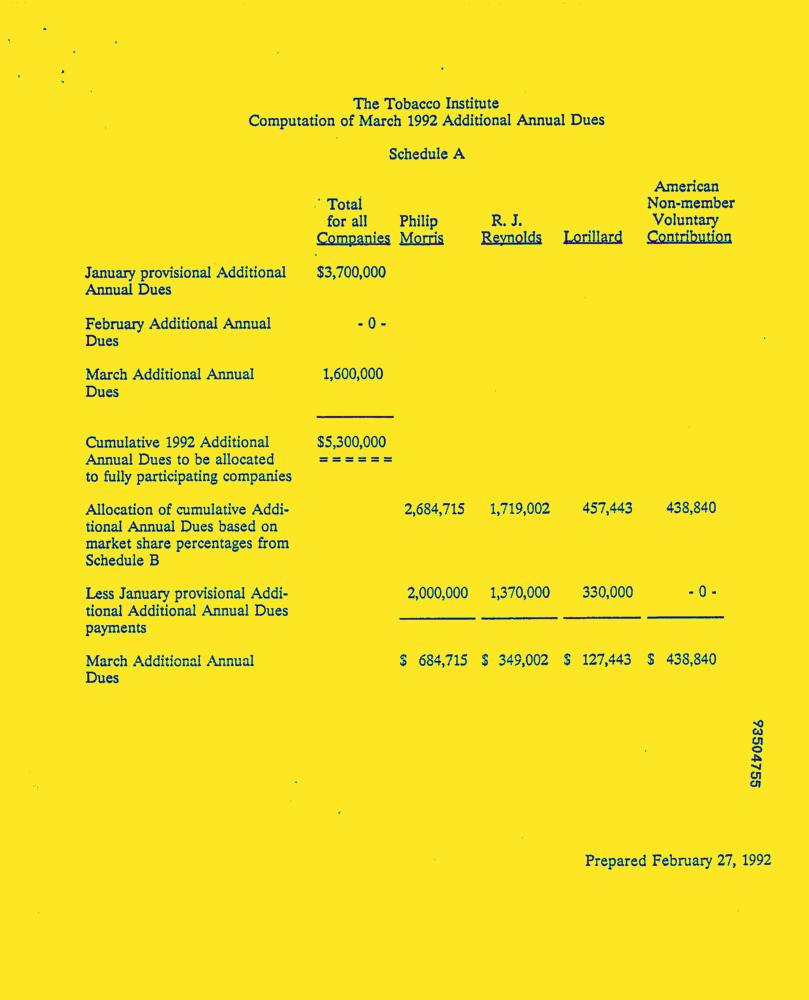 The Tobacco Institute
Computation of March 1992 Additional Annual Dues
Schedule A
American
Total Non-member
for all Philip R. J. Voluntary
Companies Morris Reynolds Lorillard Contribution
January provisional Additional $3,700,000
Annual Dues
February Additional Annual - 0 -
Dues
March Additional Annual 1,600,000
Dues
Cumulative 1992 Additional $5,300,000
Annual Dues to be allocated ======
to fully participating companies
Allocation of cumulative Addi- 2,684,715 1,719,002 457,443 438,840
tional Annual Dues based on
market share percentages from
Schedule B
Less January provisional Addi- 2,000,000 1,370,000 330,000 - 0 -
tional Additional Annual Dues
payments
March Additional Annual $ 684,715 $ 349,002 $ 127,443 $ 438,840
Dues
93504755
Prepared February 27, 1992